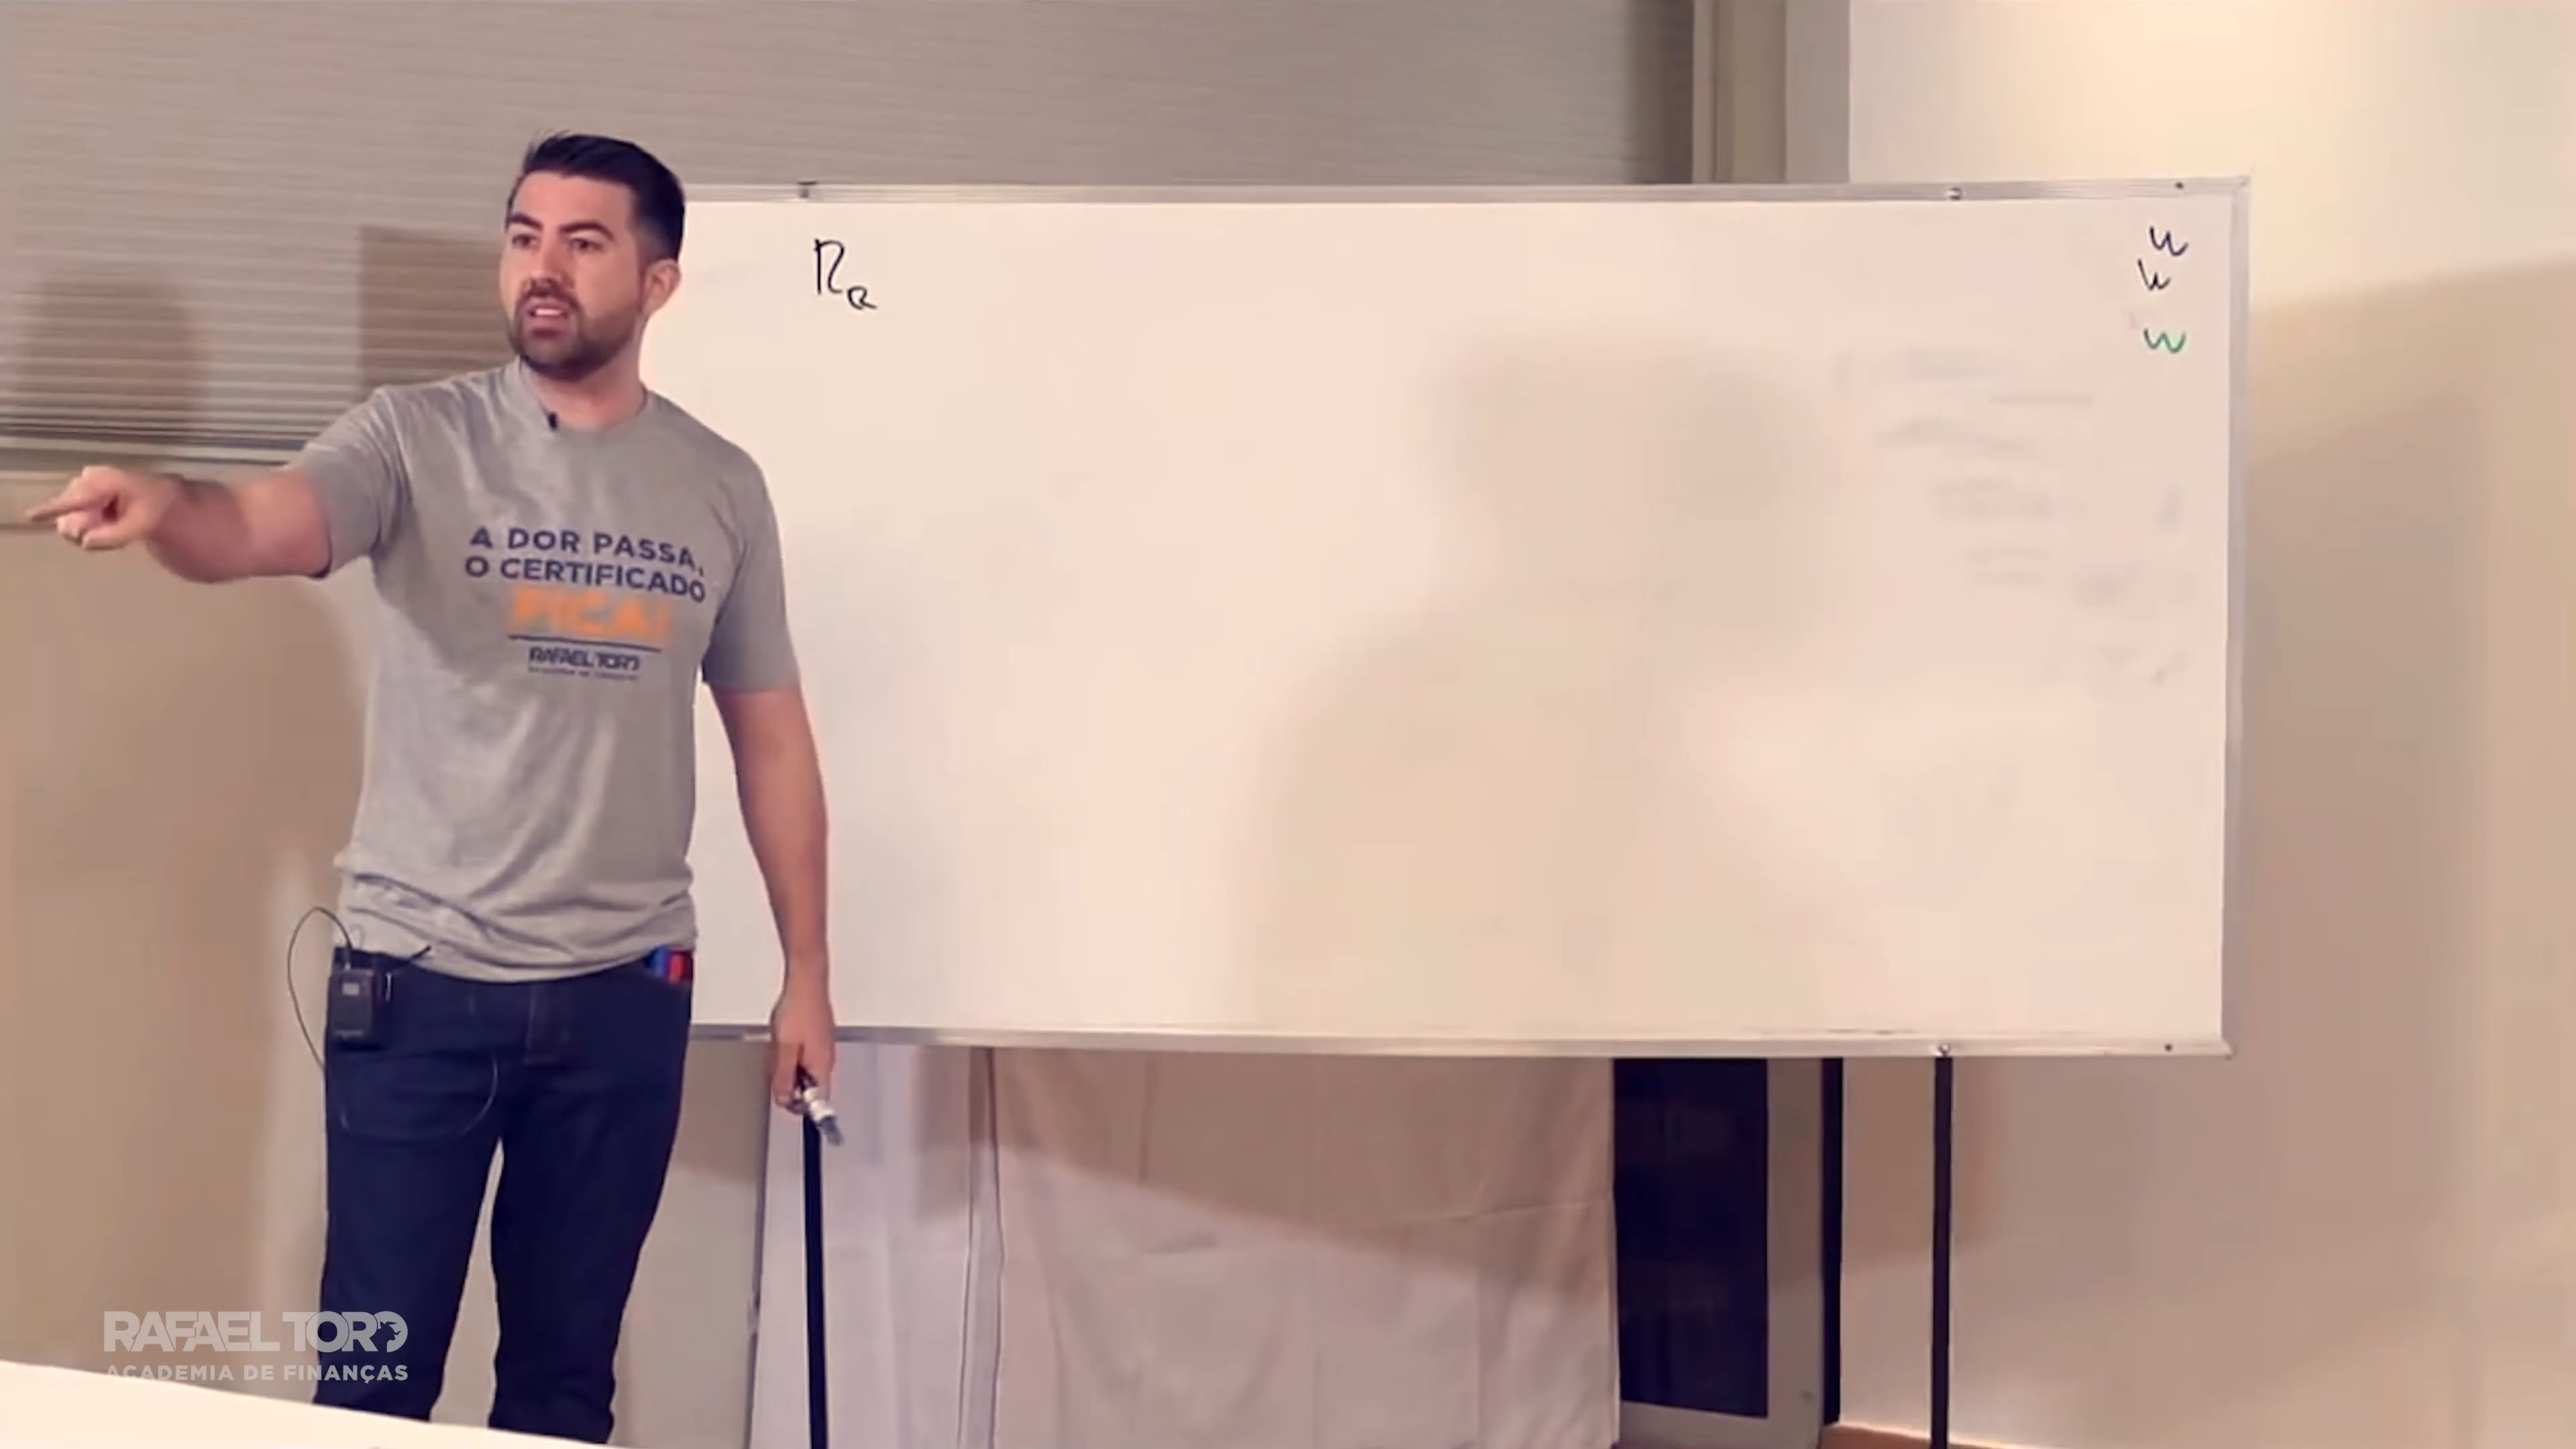 A DOR PASSA,
O CERTIFICADO
FICA!
RAFAEL TORO
RAFAEL TORO
ACADEMIA DE FINANÇAS